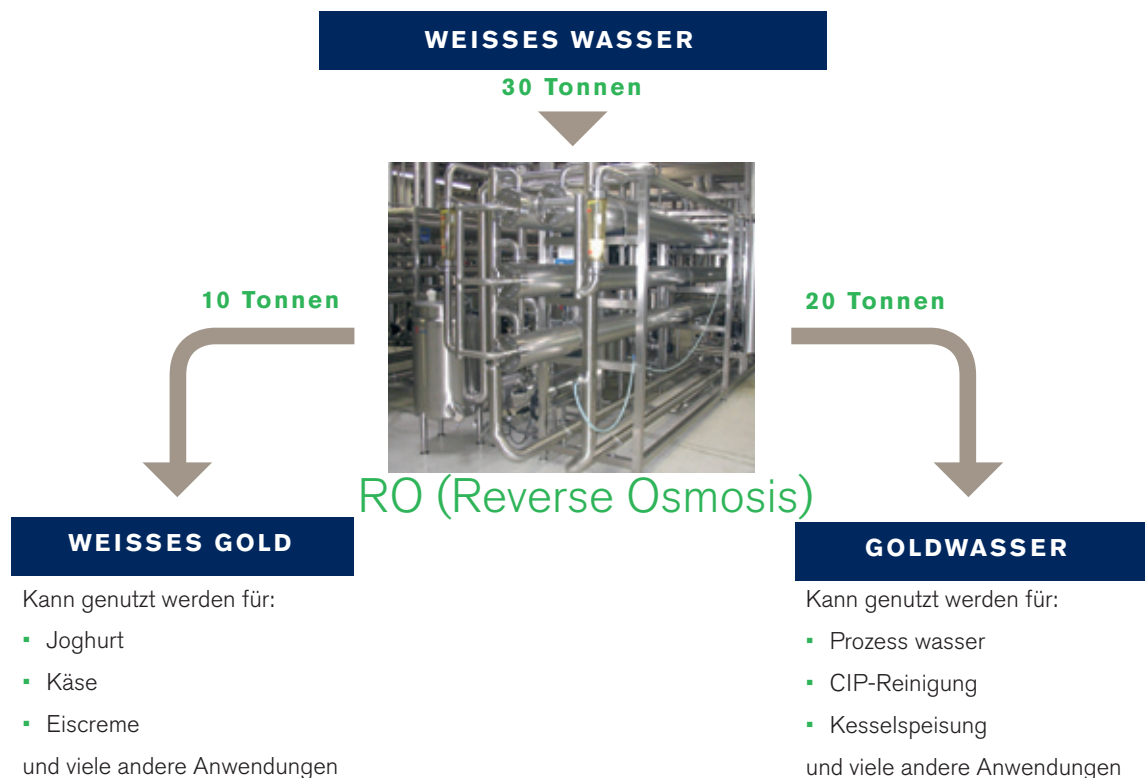 WEISSES WASSER
30 Tonnen
10 Tonnen
20 Tonnen
RO (Reverse Osmosis)
WEISSES GOLD
Kann genutzt werden für:
▪ Joghurt
▪ Käse
▪ Eiscreme
und viele andere Anwendungen
GOLDWASSER
Kann genutzt werden für:
▪ Prozess wasser
▪ CIP-Reinigung
▪ Kesselspeisung
und viele andere Anwendungen